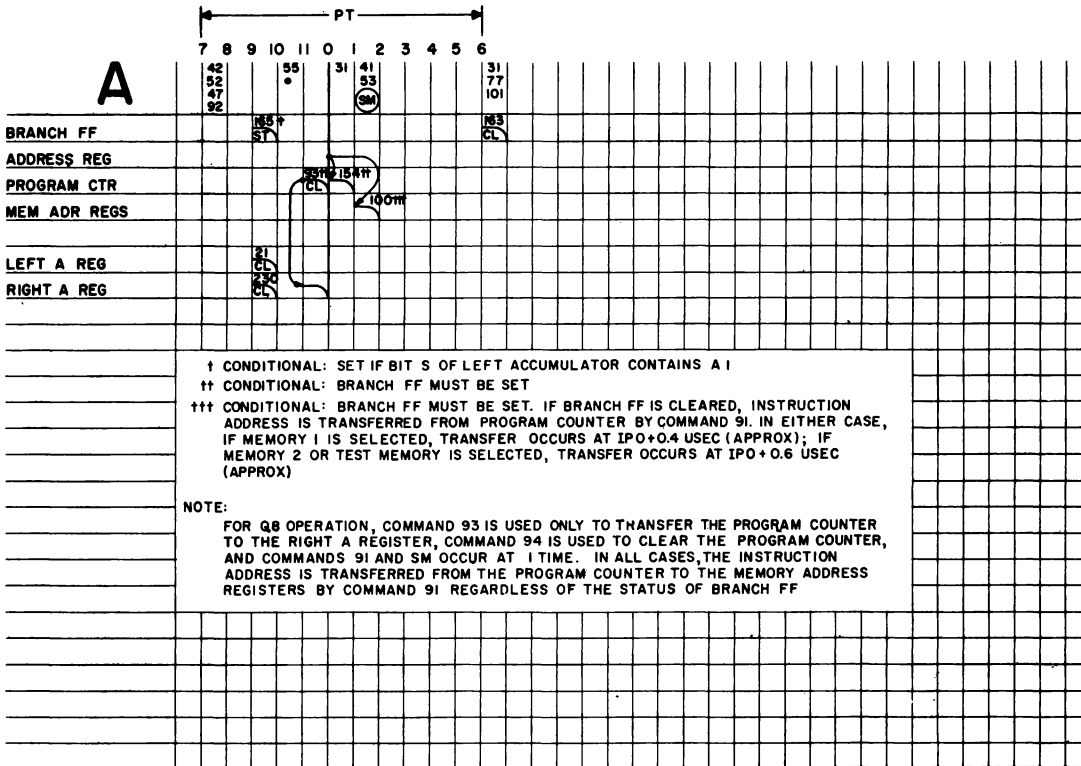 PT
7 8 9 10 11 0 1 2 3 4 5 6
A
42 55 31 41 31
52 • 53 77
47 SM 101
92
165 † 163
BRANCH FF ST CL
ADDRESS REG
93†† 154††
PROGRAM CTR CL
100†††
MEM ADR REGS
21
LEFT A REG CL
230
RIGHT A REG CL
† CONDITIONAL: SET IF BIT S OF LEFT ACCUMULATOR CONTAINS A 1
†† CONDITIONAL: BRANCH FF MUST BE SET
††† CONDITIONAL: BRANCH FF MUST BE SET. IF BRANCH FF IS CLEARED, INSTRUCTION
ADDRESS IS TRANSFERRED FROM PROGRAM COUNTER BY COMMAND 91. IN EITHER CASE,
IF MEMORY 1 IS SELECTED, TRANSFER OCCURS AT IPO+0.4 USEC (APPROX); IF
MEMORY 2 OR TEST MEMORY IS SELECTED, TRANSFER OCCURS AT IPO+0.6 USEC
(APPROX)
NOTE:
FOR Q8 OPERATION, COMMAND 93 IS USED ONLY TO TRANSFER THE PROGRAM COUNTER
TO THE RIGHT A REGISTER, COMMAND 94 IS USED TO CLEAR THE PROGRAM COUNTER,
AND COMMANDS 91 AND SM OCCUR AT 1 TIME. IN ALL CASES, THE INSTRUCTION
ADDRESS IS TRANSFERRED FROM THE PROGRAM COUNTER TO THE MEMORY ADDRESS
REGISTERS BY COMMAND 91 REGARDLESS OF THE STATUS OF BRANCH FF